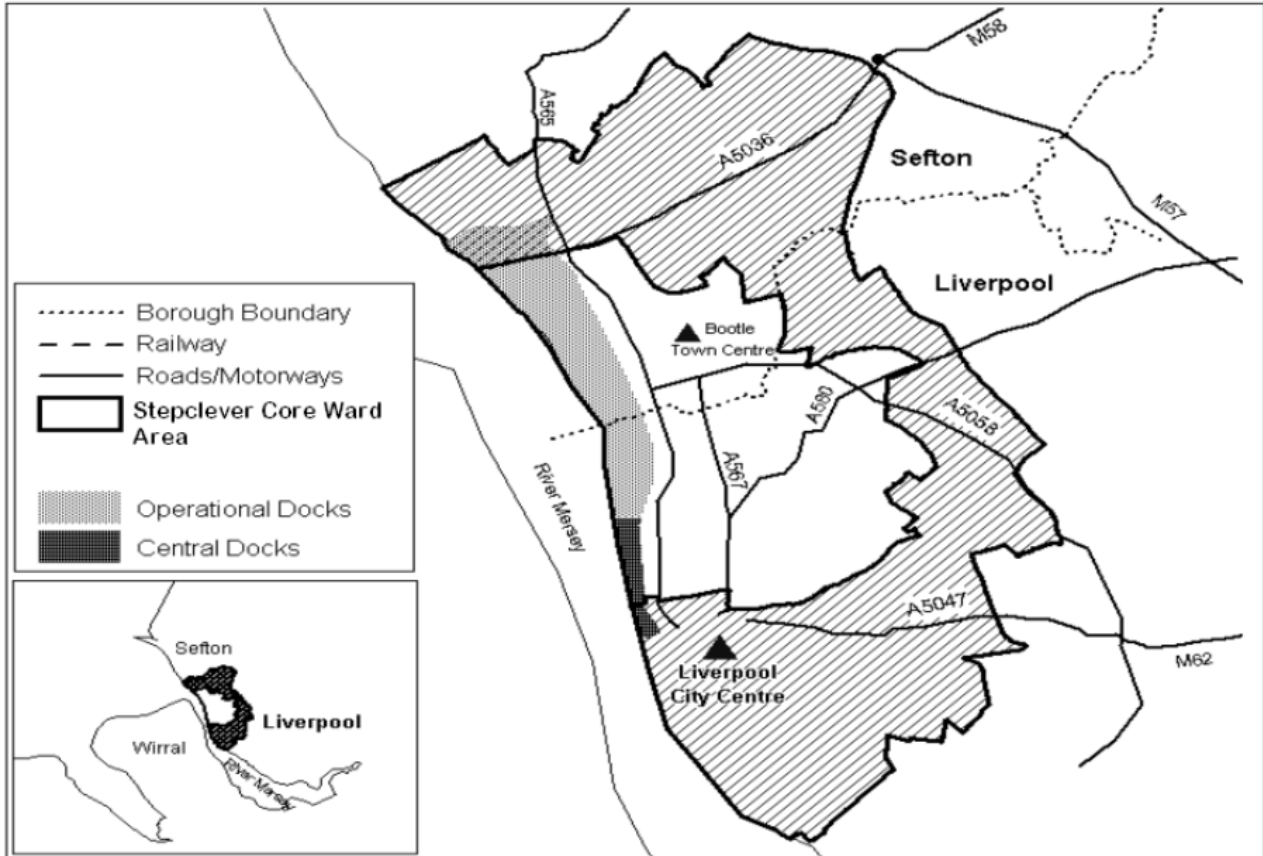 M58
A565
A5036
Sefton
M57
Liverpool
Borough Boundary
Railway
Roads/Motorways
Stepclever Core Ward
Area
Operational Docks
Central Docks
Bootle
Town Centre
A580
A5058
A567
River Mersey
A5047
M62
Liverpool
City Centre
Sefton
Liverpool
Wirral
River Mersey